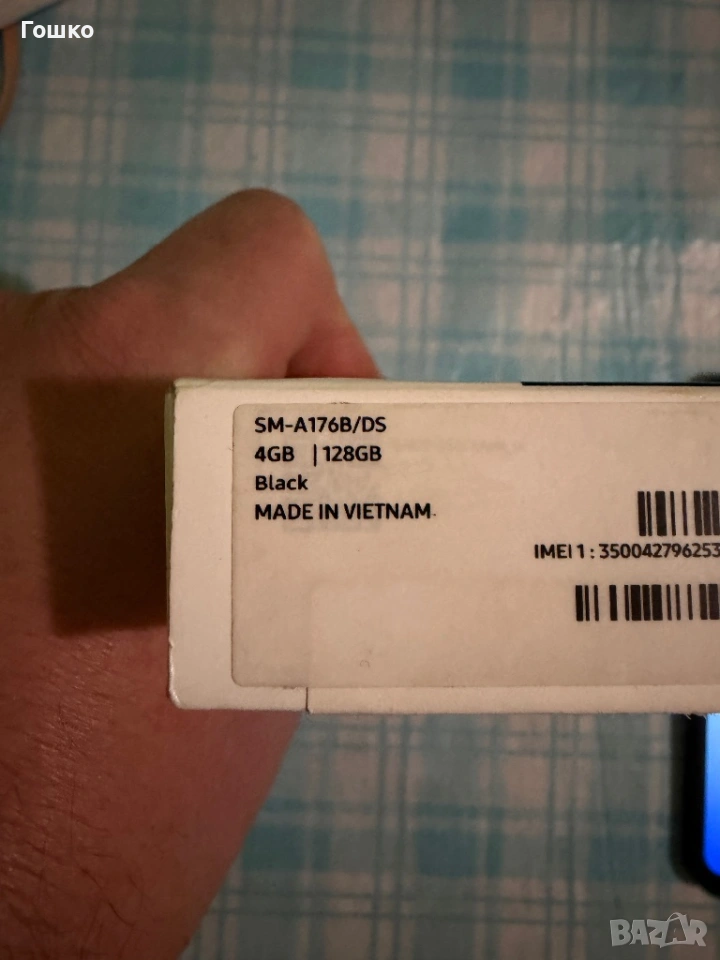 Гошко
SM-A176B/DS
4GB | 128GB
Black
MADE IN VIETNAM
IMEI 1 : 350042796253
BAZAR